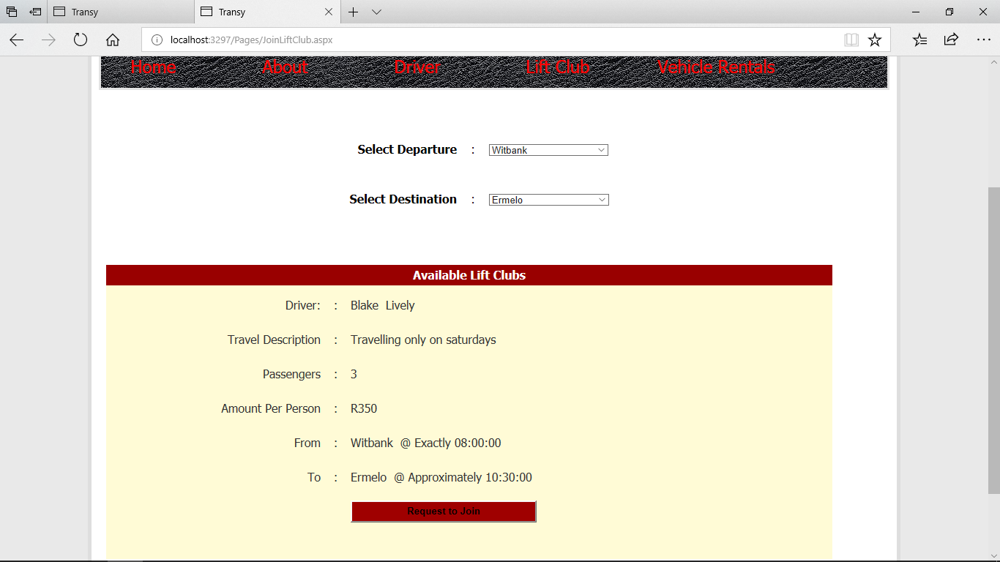 Transy
Transy
localhost:3297/Pages/JoinLiftClub.aspx
Home About Driver Lift Club Vehicle Rentals
Select Departure : Witbank
Select Destination : Ermelo
Available Lift Clubs
Driver: : Blake Lively
Travel Description : Travelling only on saturdays
Passengers : 3
Amount Per Person : R350
From : Witbank @ Exactly 08:00:00
To : Ermelo @ Approximately 10:30:00
Request to Join